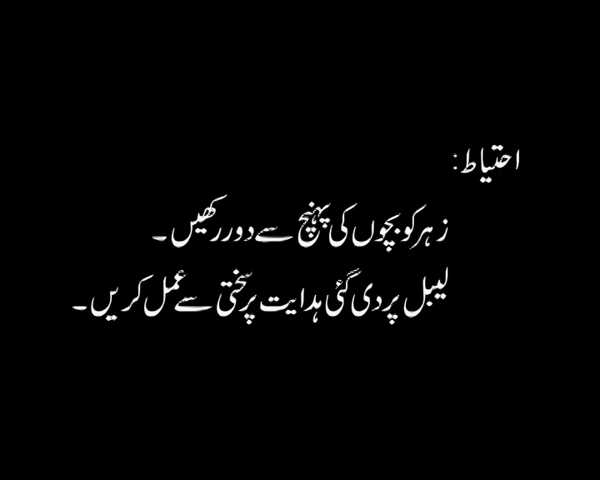 احتیاط:
زہر کو بچوں کی پہنچ سے دور رکھیں۔
لیبل پر دی گئی ہدایت پر سختی سے عمل کریں۔